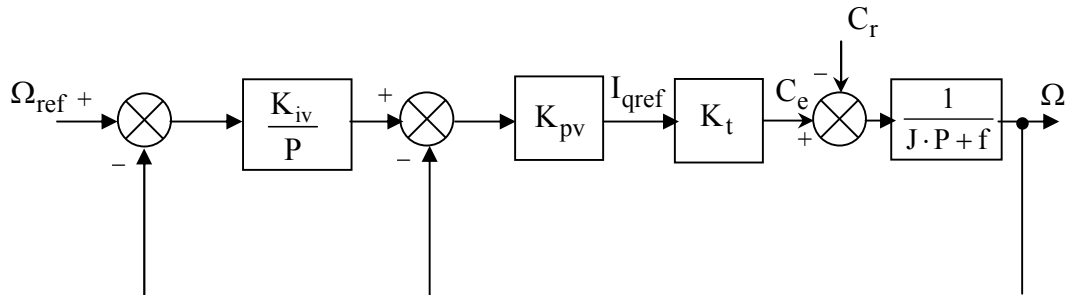 C_r
−
Ω_ref +
K_iv
P
+
K_pv
I_qref
K_t
C_e
1
J · P + f
Ω
−
−
+